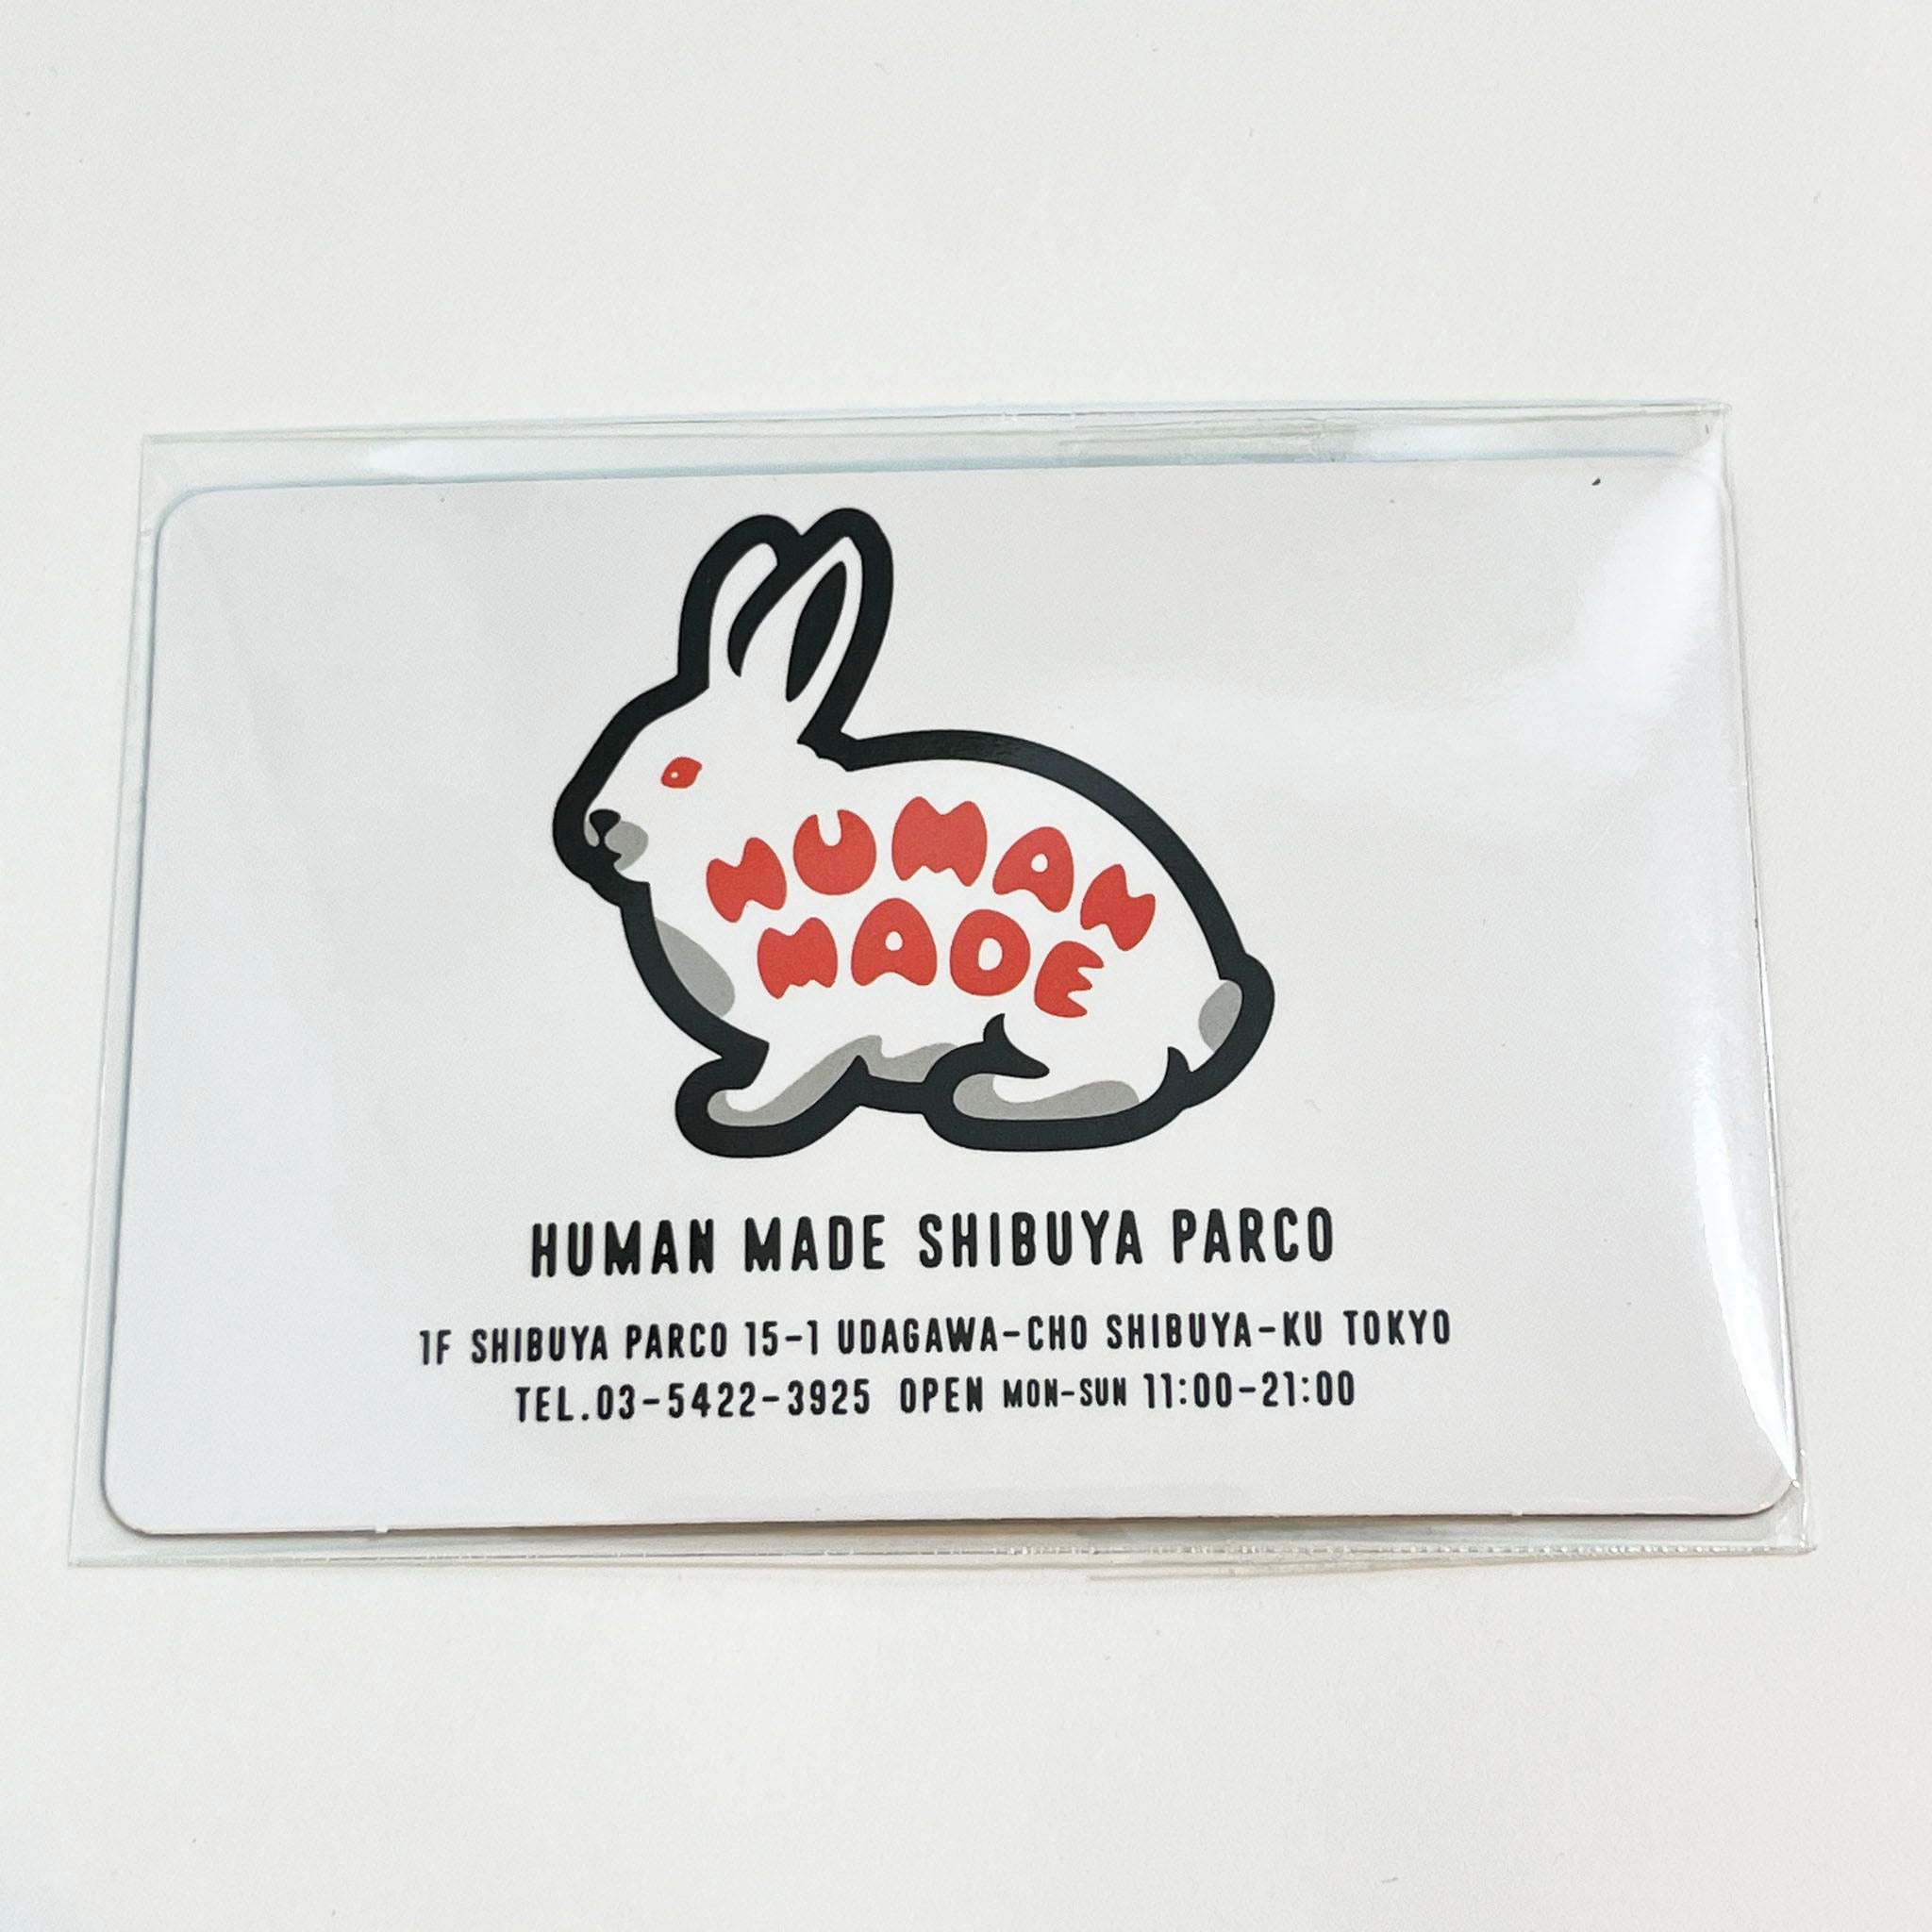 HUMAN
MADE
HUMAN MADE SHIBUYA PARCO
1F SHIBUYA PARCO 15-1 UDAGAWA-CHO SHIBUYA-KU TOKYO
TEL.03-5422-3925 OPEN MON-SUN 11:00-21:00